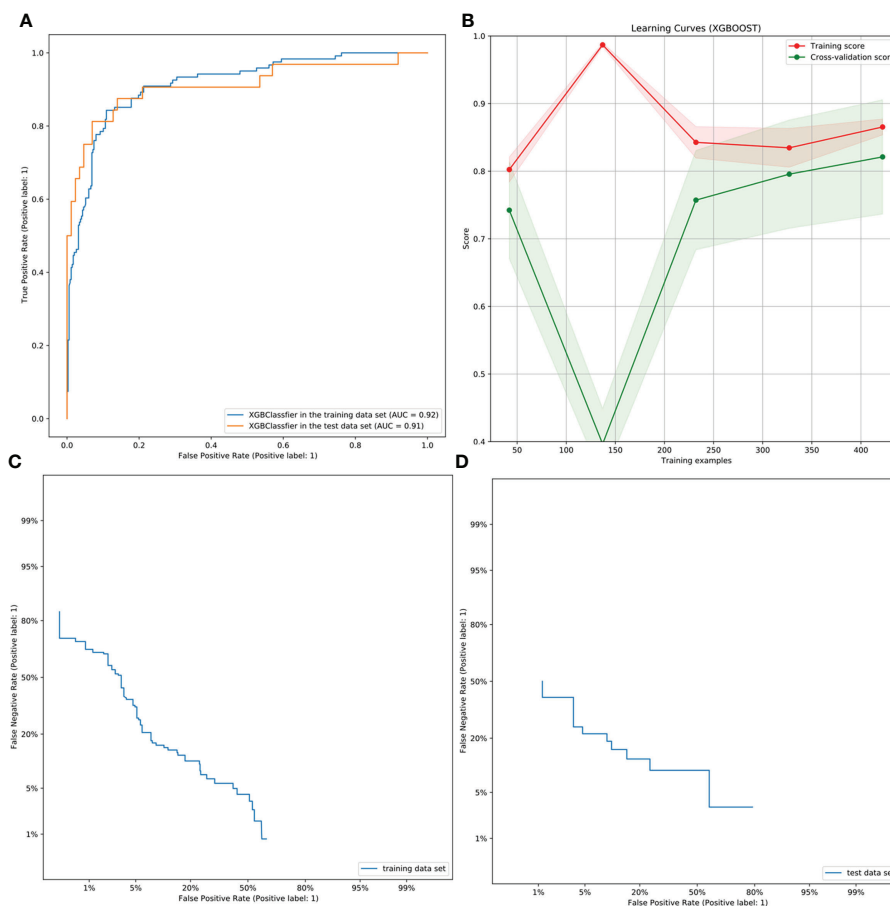 A
1.0
0.8
0.6
0.4
0.2
0.0
True Positive Rate (Positive label: 1)
XGBClassfier in the training data set (AUC = 0.92)
XGBClassfier in the test data set (AUC = 0.91)
0.0 0.2 0.4 0.6 0.8 1.0
False Positive Rate (Positive label: 1)
B
Learning Curves (XGBOOST)
1.0
0.9
0.8
0.7
0.6
0.5
0.4
Score
Training score
Cross-validation score
50 100 150 200 250 300 350 400
Training examples
C
99%
95%
80%
50%
20%
5%
1%
False Negative Rate (Positive label: 1)
training data set
1% 5% 20% 50% 80% 95% 99%
False Positive Rate (Positive label: 1)
D
99%
95%
80%
50%
20%
5%
1%
False Negative Rate (Positive label: 1)
test data set
1% 5% 20% 50% 80% 95% 99%
False Positive Rate (Positive label: 1)